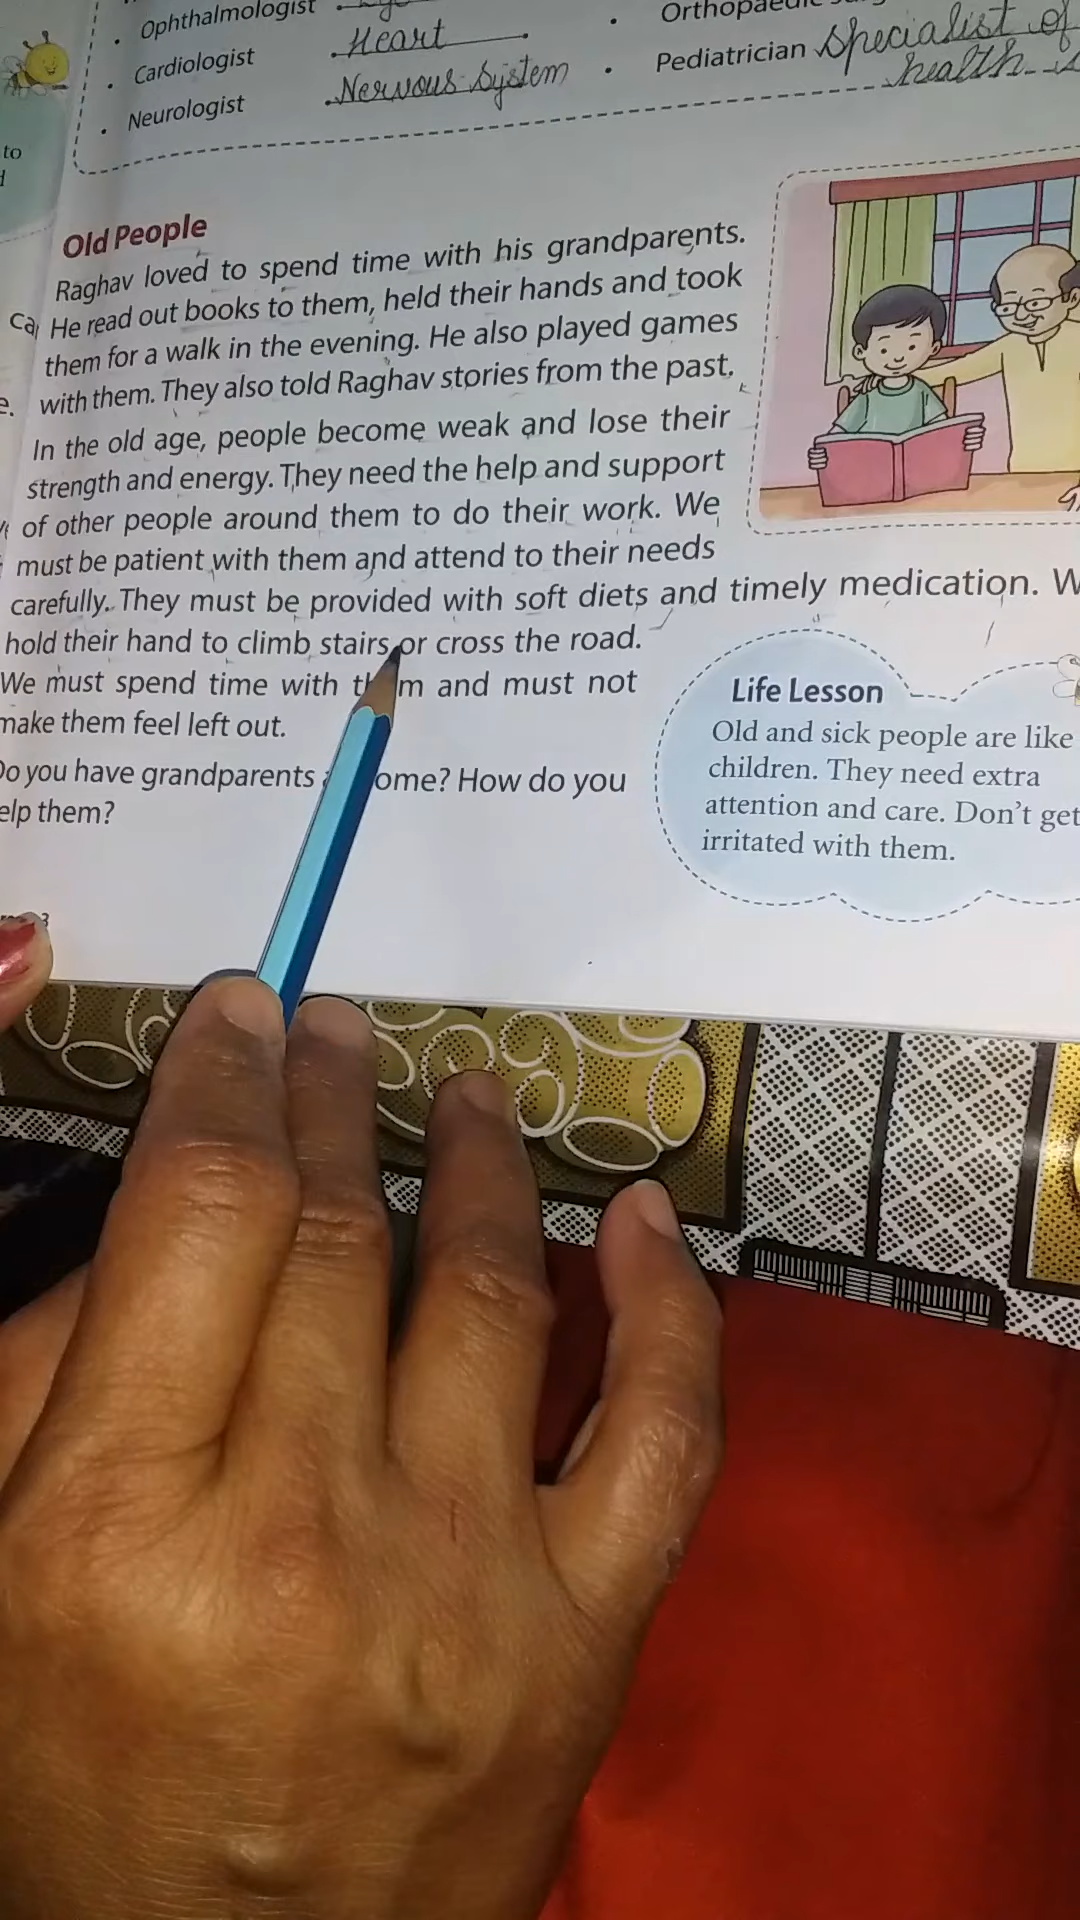 Ophthalmologist
Cardiologist Heart
Neurologist Nervous System
Pediatrician Specialist of
health
to
Old People
Raghav loved to spend time with his grandparents.
He read out books to them, held their hands and took
them for a walk in the evening. He also played games
with them. They also told Raghav stories from the past.
In the old age, people become weak and lose their
strength and energy. They need the help and support
of other people around them to do their work. We
must be patient with them and attend to their needs
carefully. They must be provided with soft diets and timely medication. W
hold their hand to climb stairs or cross the road.
We must spend time with them and must not
make them feel left out.
Do you have grandparents ome? How do you
elp them?
Life Lesson
Old and sick people are like
children. They need extra
attention and care. Don't get
irritated with them.